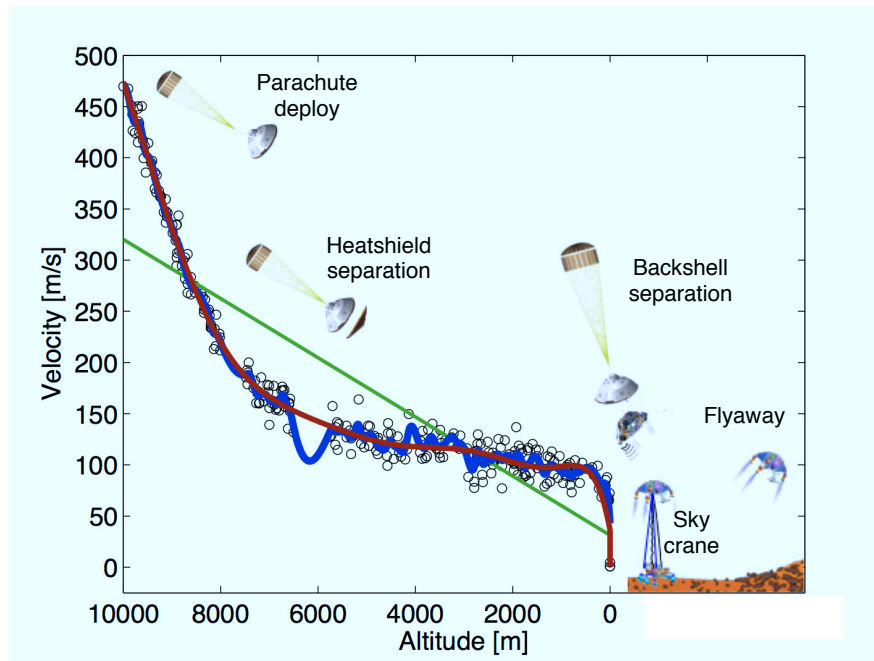 500
450
400
350
300
250
200
150
100
50
0
Velocity [m/s]
Parachute
deploy
Heatshield
separation
Backshell
separation
Flyaway
Sky
crane
10000
8000
6000
4000
2000
0
Altitude [m]